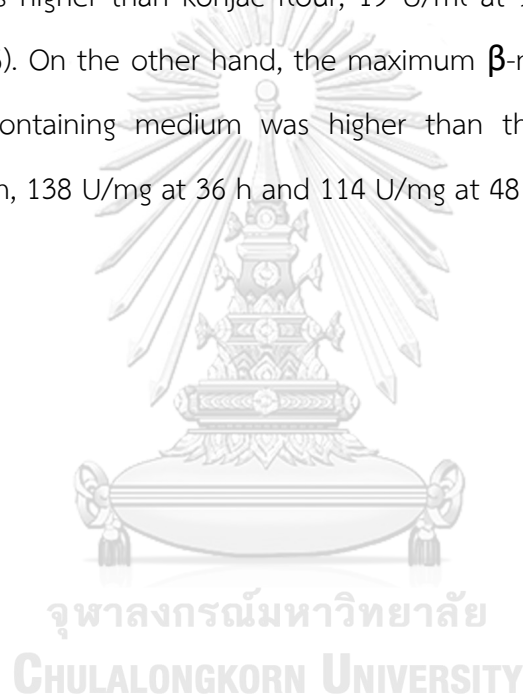 higher than konjac flour, 19 U/ml at
On the other hand, the maximum β-
containing medium was higher than
138 U/mg at 36 h and 114 U/mg at 48
จุฬาลงกรณ์มหาวิทยาลัย
CHULALONGKORN UNIVERSITY